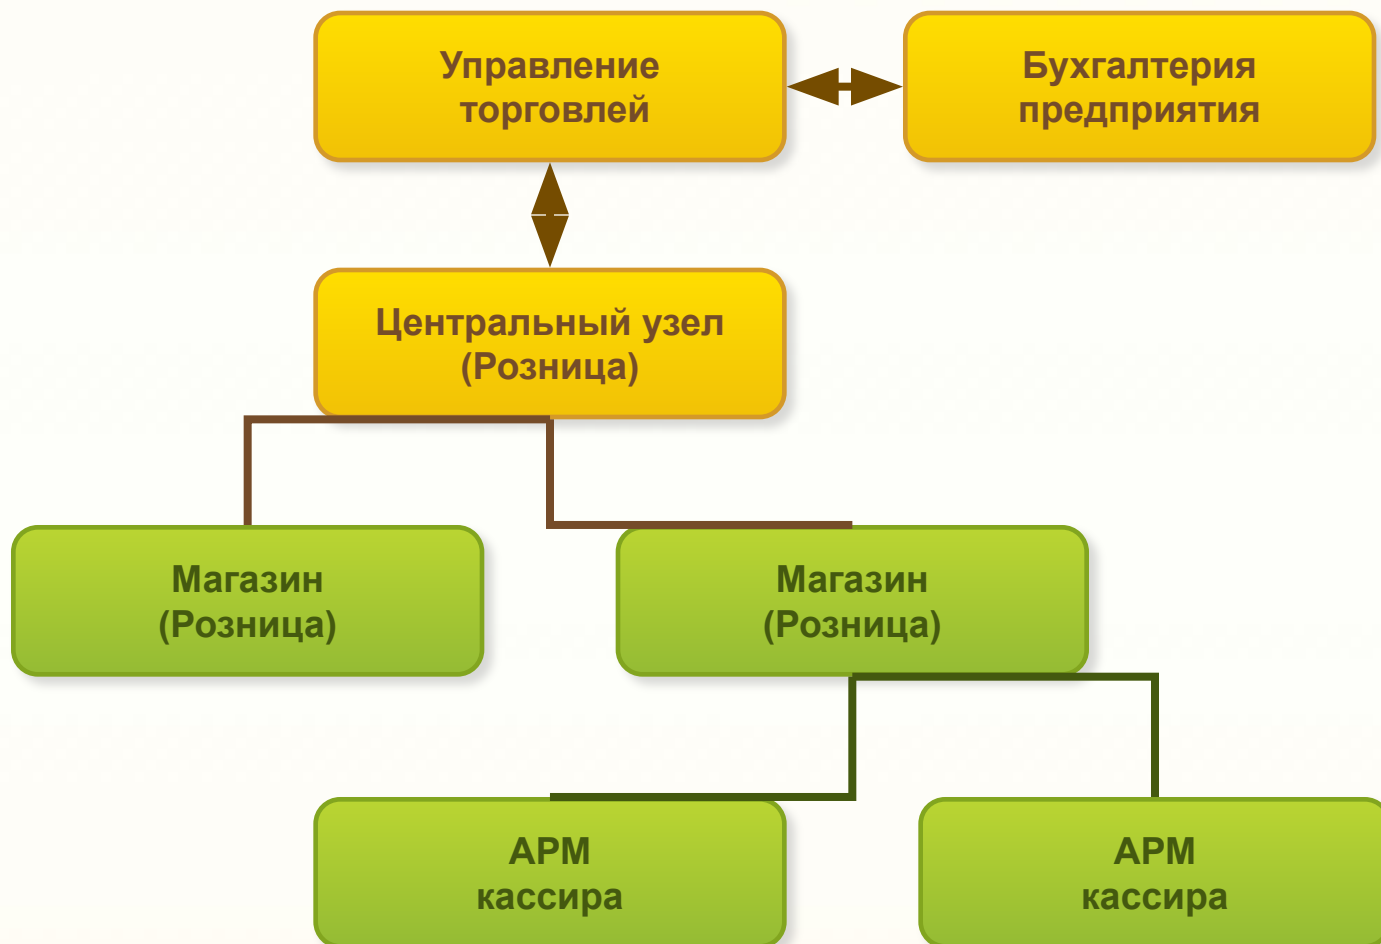 Управление
торговлей
Бухгалтерия
предприятия
Центральный узел
(Розница)
Магазин
(Розница)
Магазин
(Розница)
АРМ
кассира
АРМ
кассира